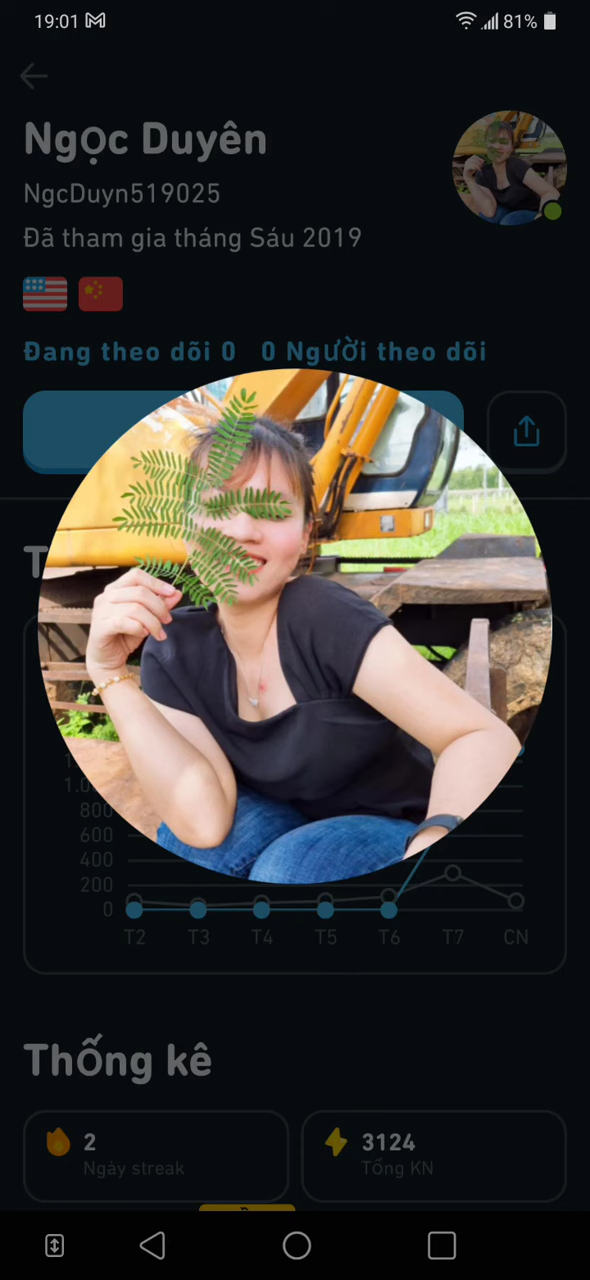 19:01
81%
Ngọc Duyên
NgcDuyn519025
Đã tham gia tháng Sáu 2019
Đang theo dõi 0 0 Người theo dõi
T
1.0
800
600
400
200
0
T2 T3 T4 T5 T6 T7 CN
Thống kê
2
Ngày streak
3124
Tổng KN